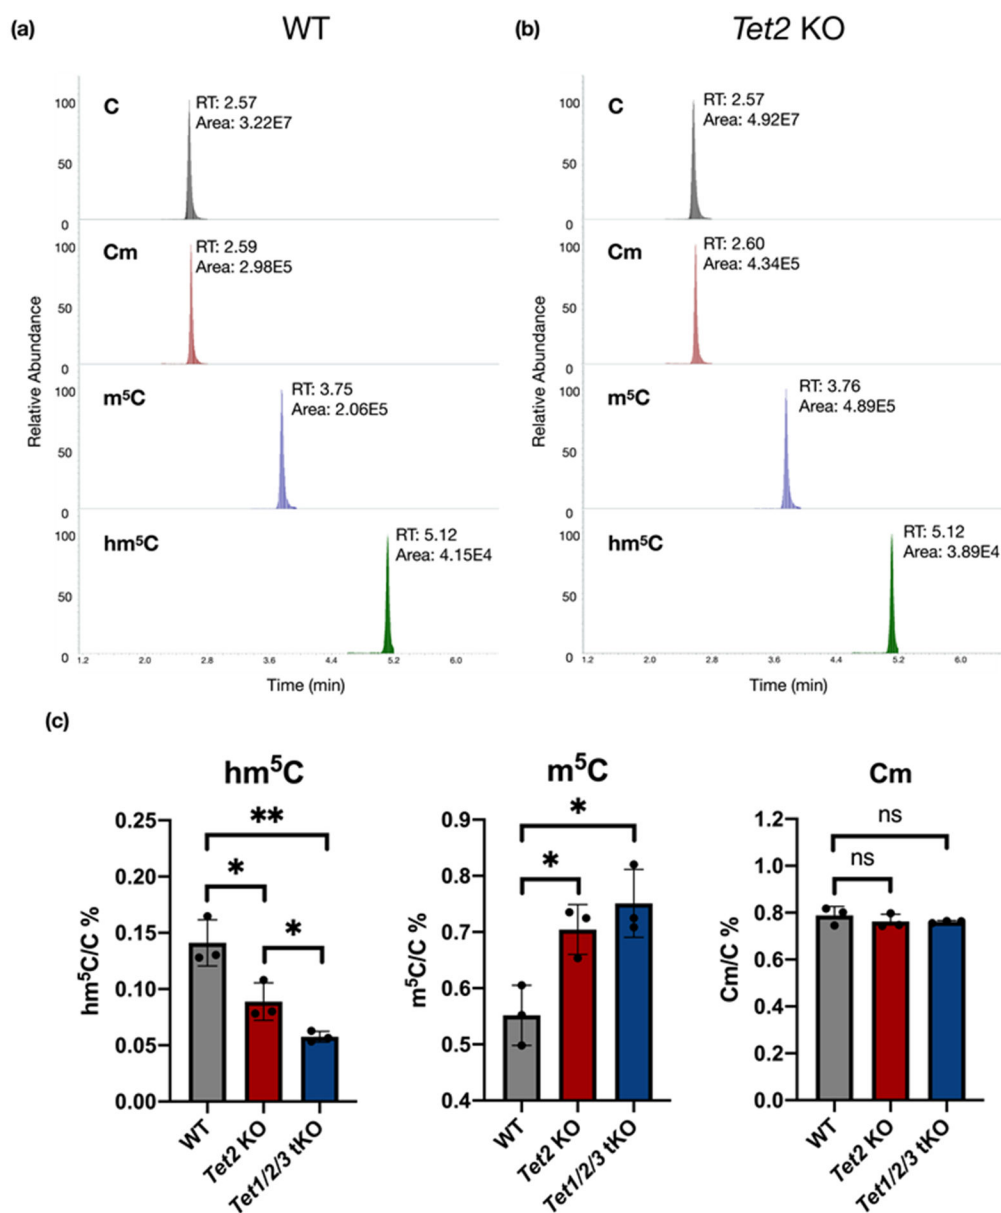 (a)
WT
C
RT: 2.57
Area: 3.22E7
100
50
0
Cm
RT: 2.59
Area: 2.98E5
100
50
0
m⁵C
RT: 3.75
Area: 2.06E5
100
50
0
hm⁵C
RT: 5.12
Area: 4.15E4
100
50
0
Relative Abundance
1.2 2.0 2.8 3.6 4.4 5.2 6.0
Time (min)
(b)
Tet2 KO
C
RT: 2.57
Area: 4.92E7
100
50
0
Cm
RT: 2.60
Area: 4.34E5
100
50
0
m⁵C
RT: 3.76
Area: 4.89E5
100
50
0
hm⁵C
RT: 5.12
Area: 3.89E4
100
50
0
Relative Abundance
1.2 2.0 2.8 3.6 4.4 5.2 6.0
Time (min)
(c)
hm⁵C
hm⁵C/C %
0.25
0.20
0.15
0.10
0.05
0.00
**
*
*
WT
Tet2 KO
Tet1/2/3 tKO
m⁵C
m⁵C/C %
0.9
0.8
0.7
0.6
0.5
0.4
*
*
WT
Tet2 KO
Tet1/2/3 tKO
Cm
Cm/C %
1.2
1.0
0.8
0.6
0.4
0.2
0.0
ns
ns
WT
Tet2 KO
Tet1/2/3 tKO